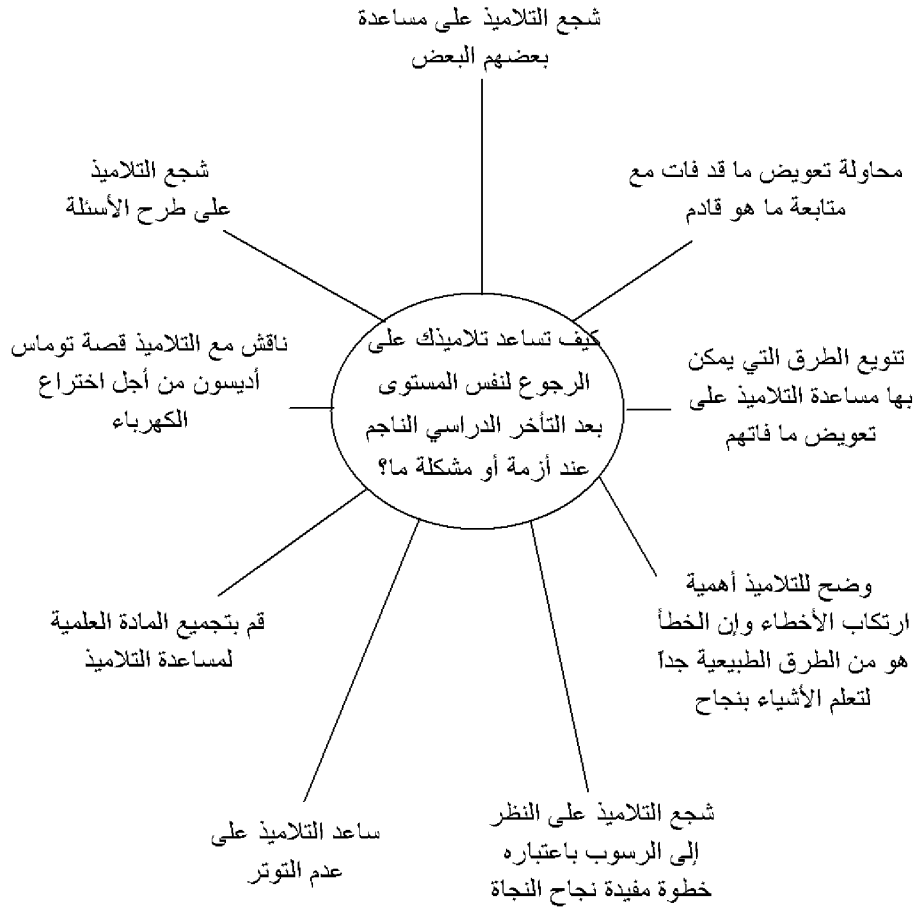 شجع التلاميذ على مساعدة
بعضهم البعض
محاولة تعويض ما قد فات مع
متابعة ما هو قادم
شجع التلاميذ
على طرح الأسئلة
كيف تساعد تلاميذك على
الرجوع لنفس المستوى
بعد التأخر الدراسي الناجم
عند أزمة أو مشكلة ما؟
تنويع الطرق التي يمكن
بها مساعدة التلاميذ على
تعويض ما فاتهم
ناقش مع التلاميذ قصة توماس
أديسون من أجل اختراع
الكهرباء
وضح للتلاميذ أهمية
ارتكاب الأخطاء وإن الخطأ
هو من الطرق الطبيعية جداً
لتعلم الأشياء بنجاح
قم بتجميع المادة العلمية
لمساعدة التلاميذ
شجع التلاميذ على النظر
إلى الرسوب باعتباره
خطوة مفيدة نجاح النجاة
ساعد التلاميذ على
عدم التوتر